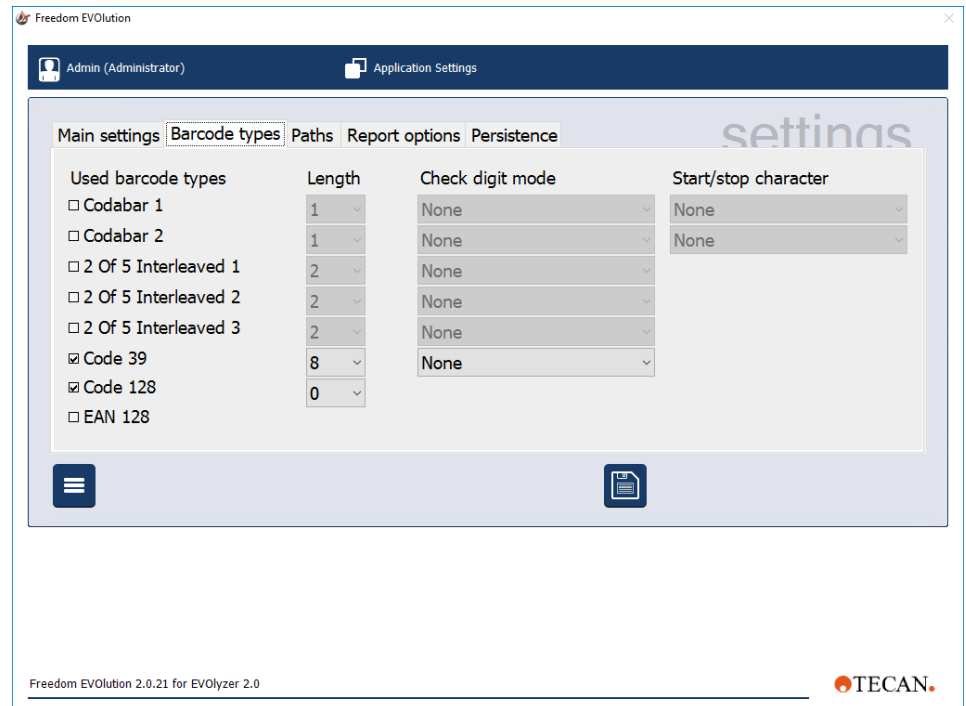 Freedom EVOlution
Admin (Administrator) Application Settings
settings
Main settings Barcode types Paths Report options Persistence
Used barcode types Length Check digit mode Start/stop character
Codabar 1 1 None None
Codabar 2 1 None None
2 Of 5 Interleaved 1 2 None
2 Of 5 Interleaved 2 2 None
2 Of 5 Interleaved 3 2 None
Code 39 8 None
Code 128 0
EAN 128
Freedom EVOlution 2.0.21 for EVOlyzer 2.0
TECAN.